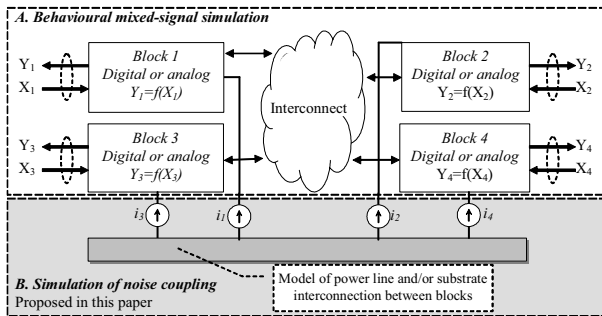 A. Behavioural mixed-signal simulation
Block 1
Digital or analog
Y1=f(X1)
Y1
X1
Block 2
Digital or analog
Y2=f(X2)
Y2
X2
Interconnect
Block 3
Digital or analog
Y3=f(X3)
Y3
X3
Block 4
Digital or analog
Y4=f(X4)
Y4
X4
i3
i1
i2
i4
B. Simulation of noise coupling
Proposed in this paper
Model of power line and/or substrate
interconnection between blocks